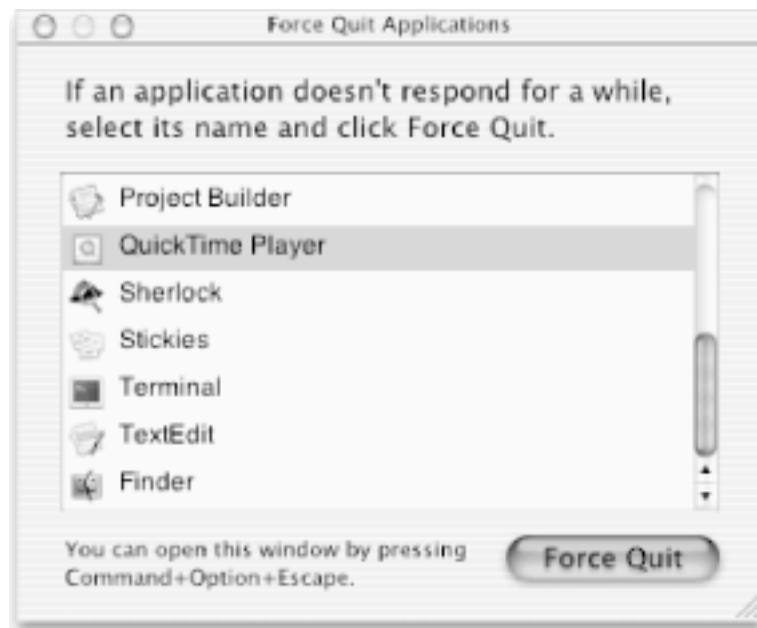 Force Quit Applications
If an application doesn't respond for a while,
select its name and click Force Quit.
Project Builder
QuickTime Player
Sherlock
Stickies
Terminal
TextEdit
Finder
You can open this window by pressing
Command+Option+Escape.
Force Quit